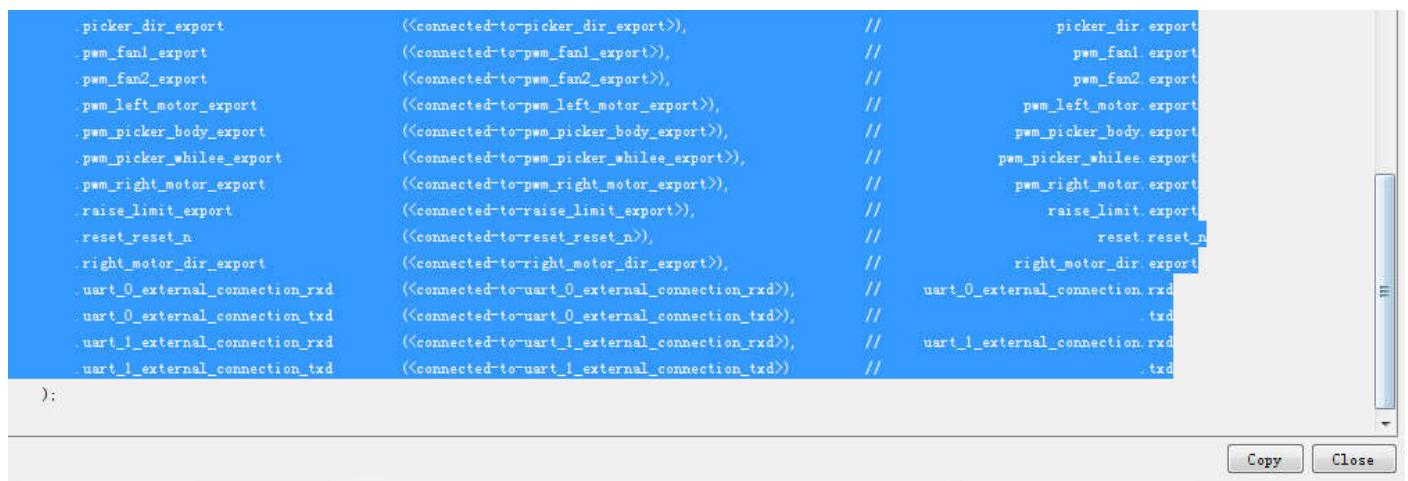 .picker_dir_export (<connected-to-picker_dir_export>), // picker_dir.export
.pwm_fan1_export (<connected-to-pwm_fan1_export>), // pwm_fan1.export
.pwm_fan2_export (<connected-to-pwm_fan2_export>), // pwm_fan2.export
.pwm_left_motor_export (<connected-to-pwm_left_motor_export>), // pwm_left_motor.export
.pwm_picker_body_export (<connected-to-pwm_picker_body_export>), // pwm_picker_body.export
.pwm_picker_whilee_export (<connected-to-pwm_picker_whilee_export>), // pwm_picker_whilee.export
.pwm_right_motor_export (<connected-to-pwm_right_motor_export>), // pwm_right_motor.export
.raise_limit_export (<connected-to-raise_limit_export>), // raise_limit.export
.reset_reset_n (<connected-to-reset_reset_n>), // reset.reset_n
.right_motor_dir_export (<connected-to-right_motor_dir_export>), // right_motor_dir.export
.uart_0_external_connection_rxd (<connected-to-uart_0_external_connection_rxd>), // uart_0_external_connection.rxd
.uart_0_external_connection_txd (<connected-to-uart_0_external_connection_txd>), // .txd
.uart_1_external_connection_rxd (<connected-to-uart_1_external_connection_rxd>), // uart_1_external_connection.rxd
.uart_1_external_connection_txd (<connected-to-uart_1_external_connection_txd>) // .txd
);
Copy Close